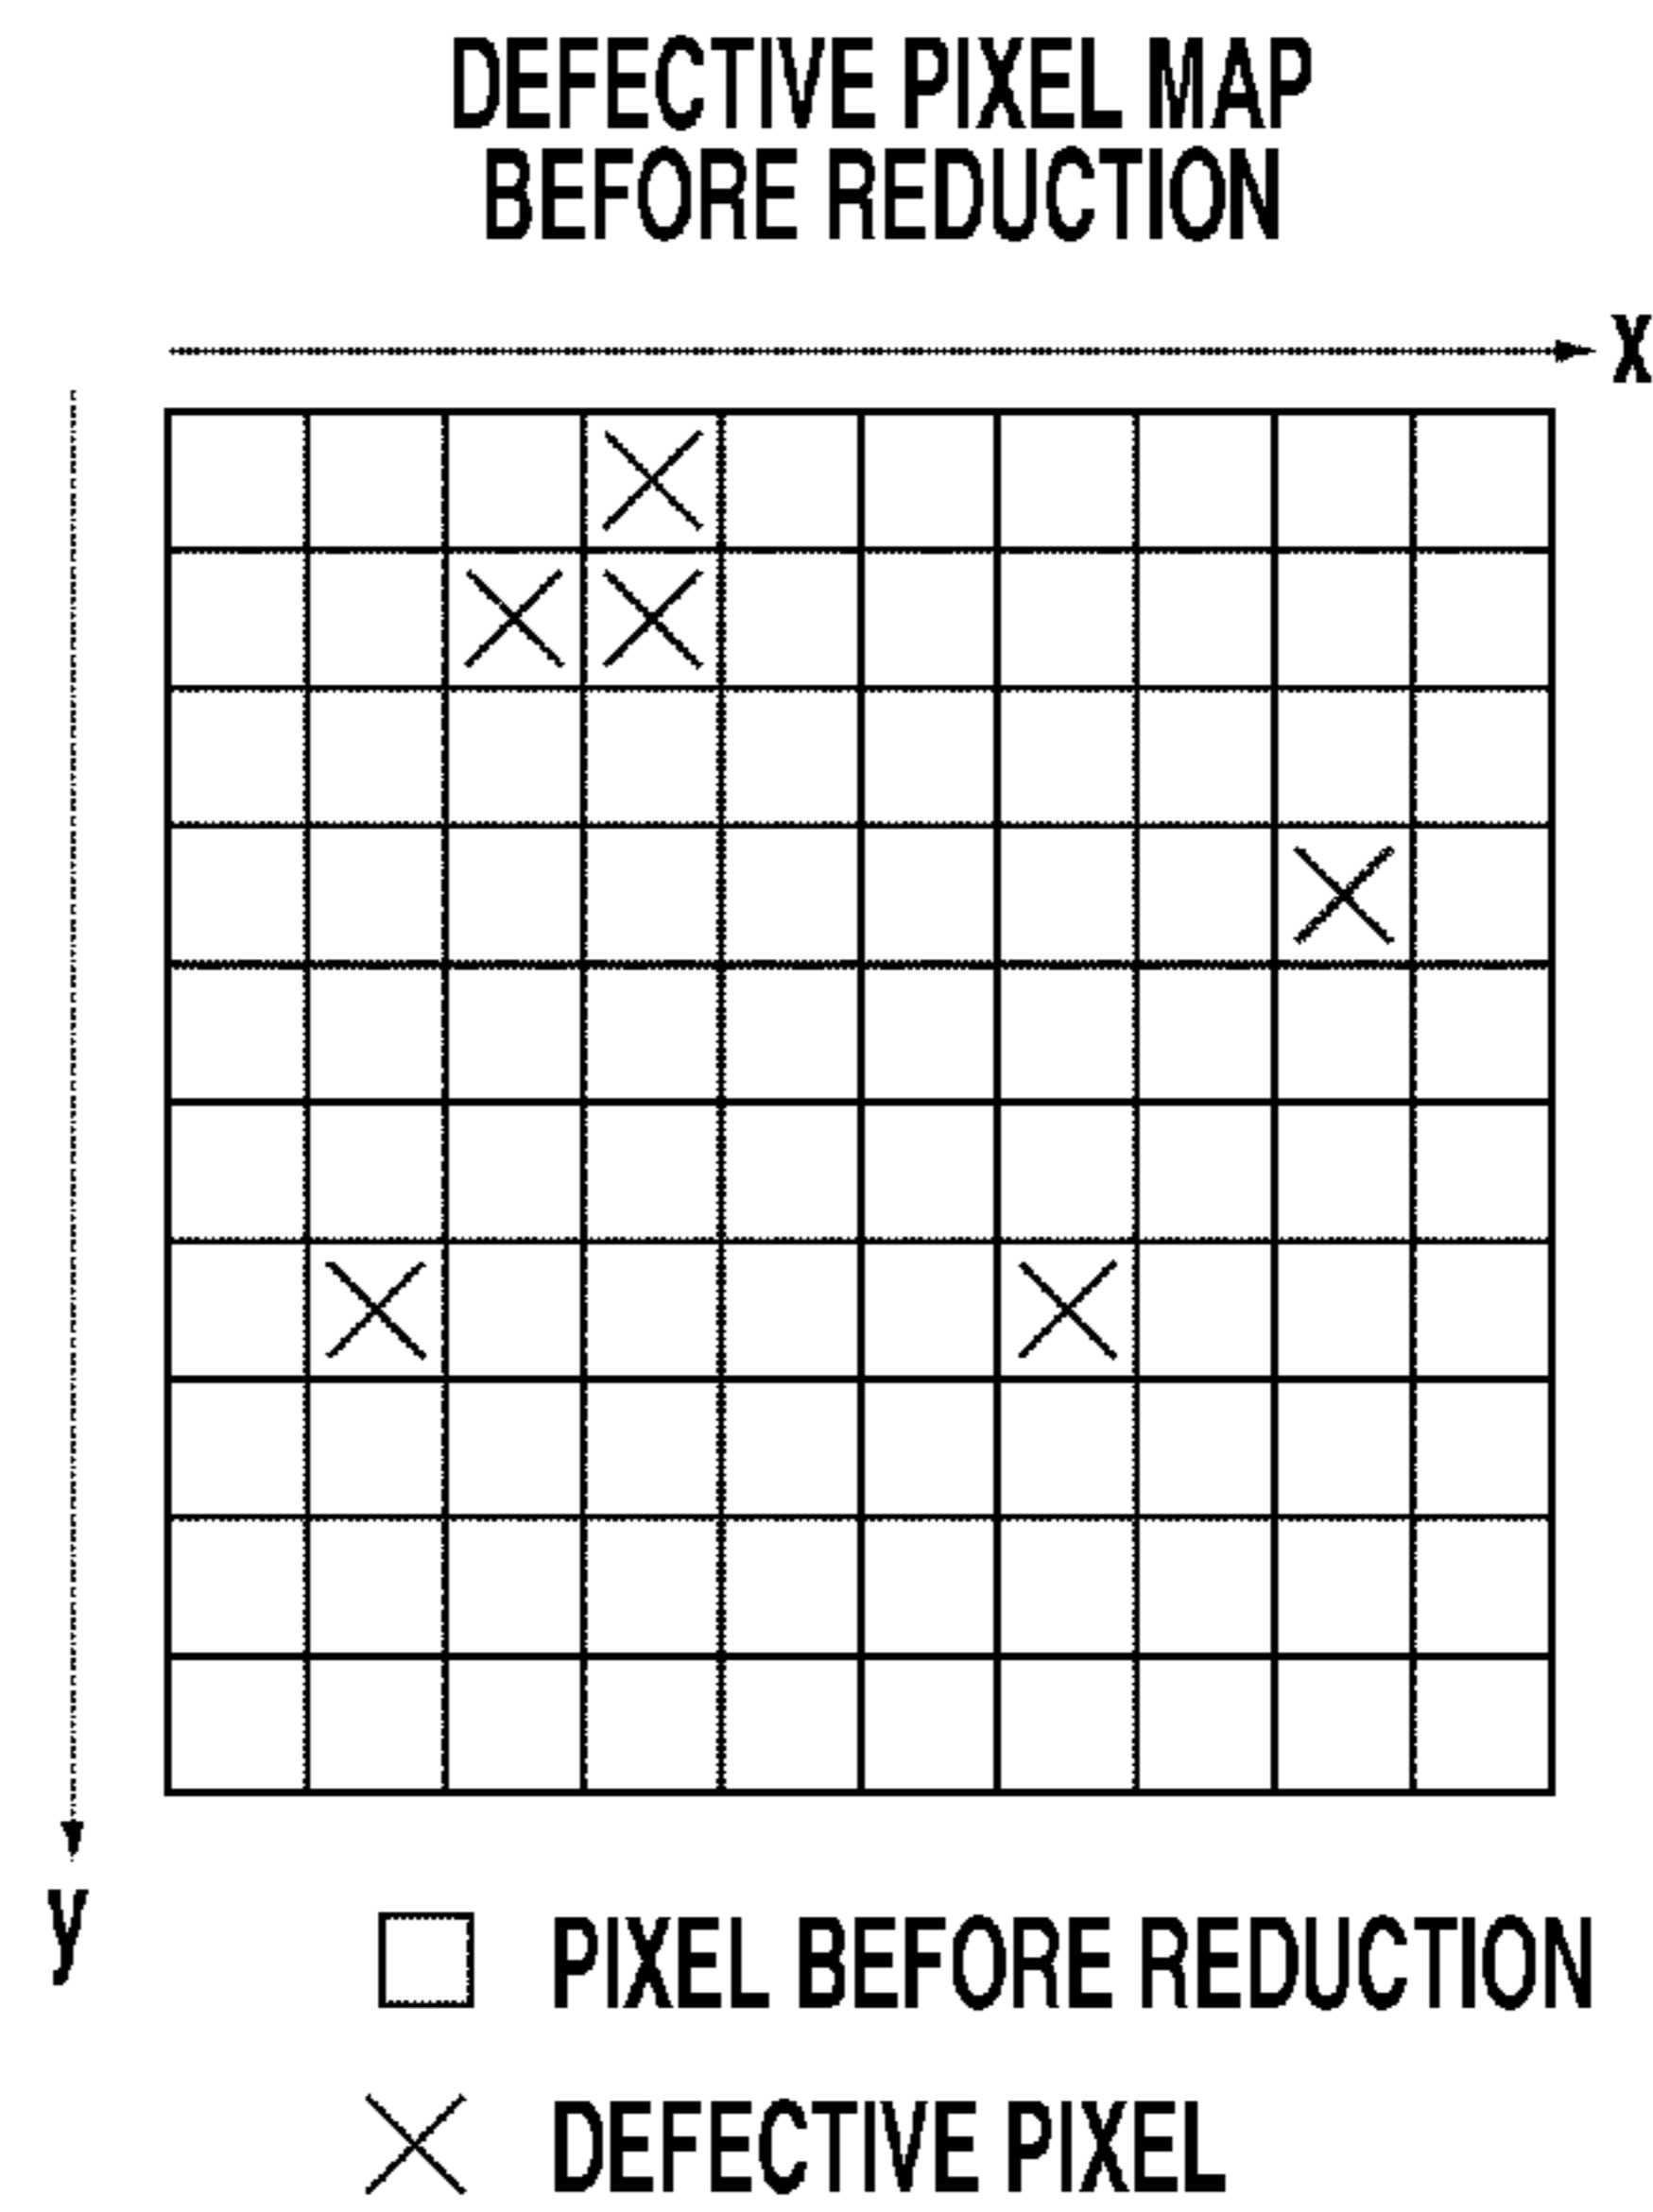 DEFECTIVE PIXEL MAP
BEFORE REDUCTION
x
y
PIXEL BEFORE REDUCTION
DEFECTIVE PIXEL